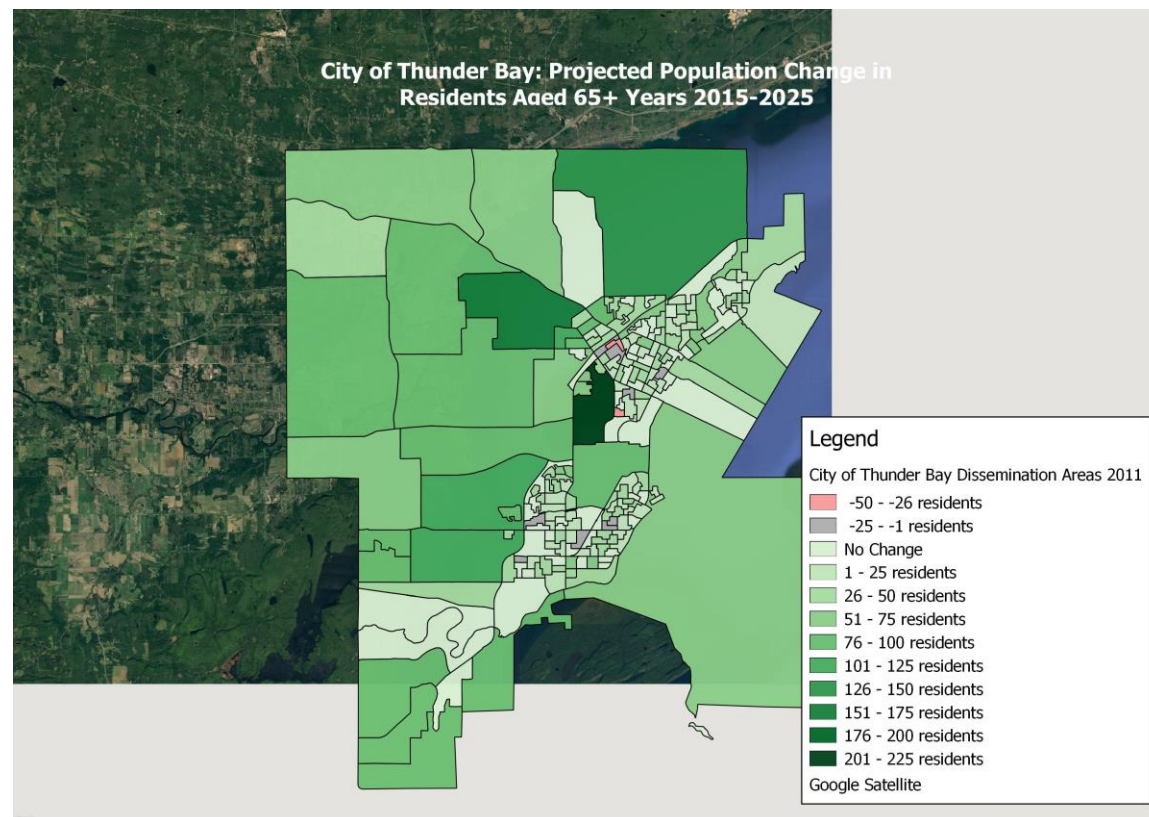 City of Thunder Bay: Projected Population Change in
Residents Aged 65+ Years 2015-2025
Legend
City of Thunder Bay Dissemination Areas 2011
-50 - -26 residents
-25 - -1 residents
No Change
1 - 25 residents
26 - 50 residents
51 - 75 residents
76 - 100 residents
101 - 125 residents
126 - 150 residents
151 - 175 residents
176 - 200 residents
201 - 225 residents
Google Satellite